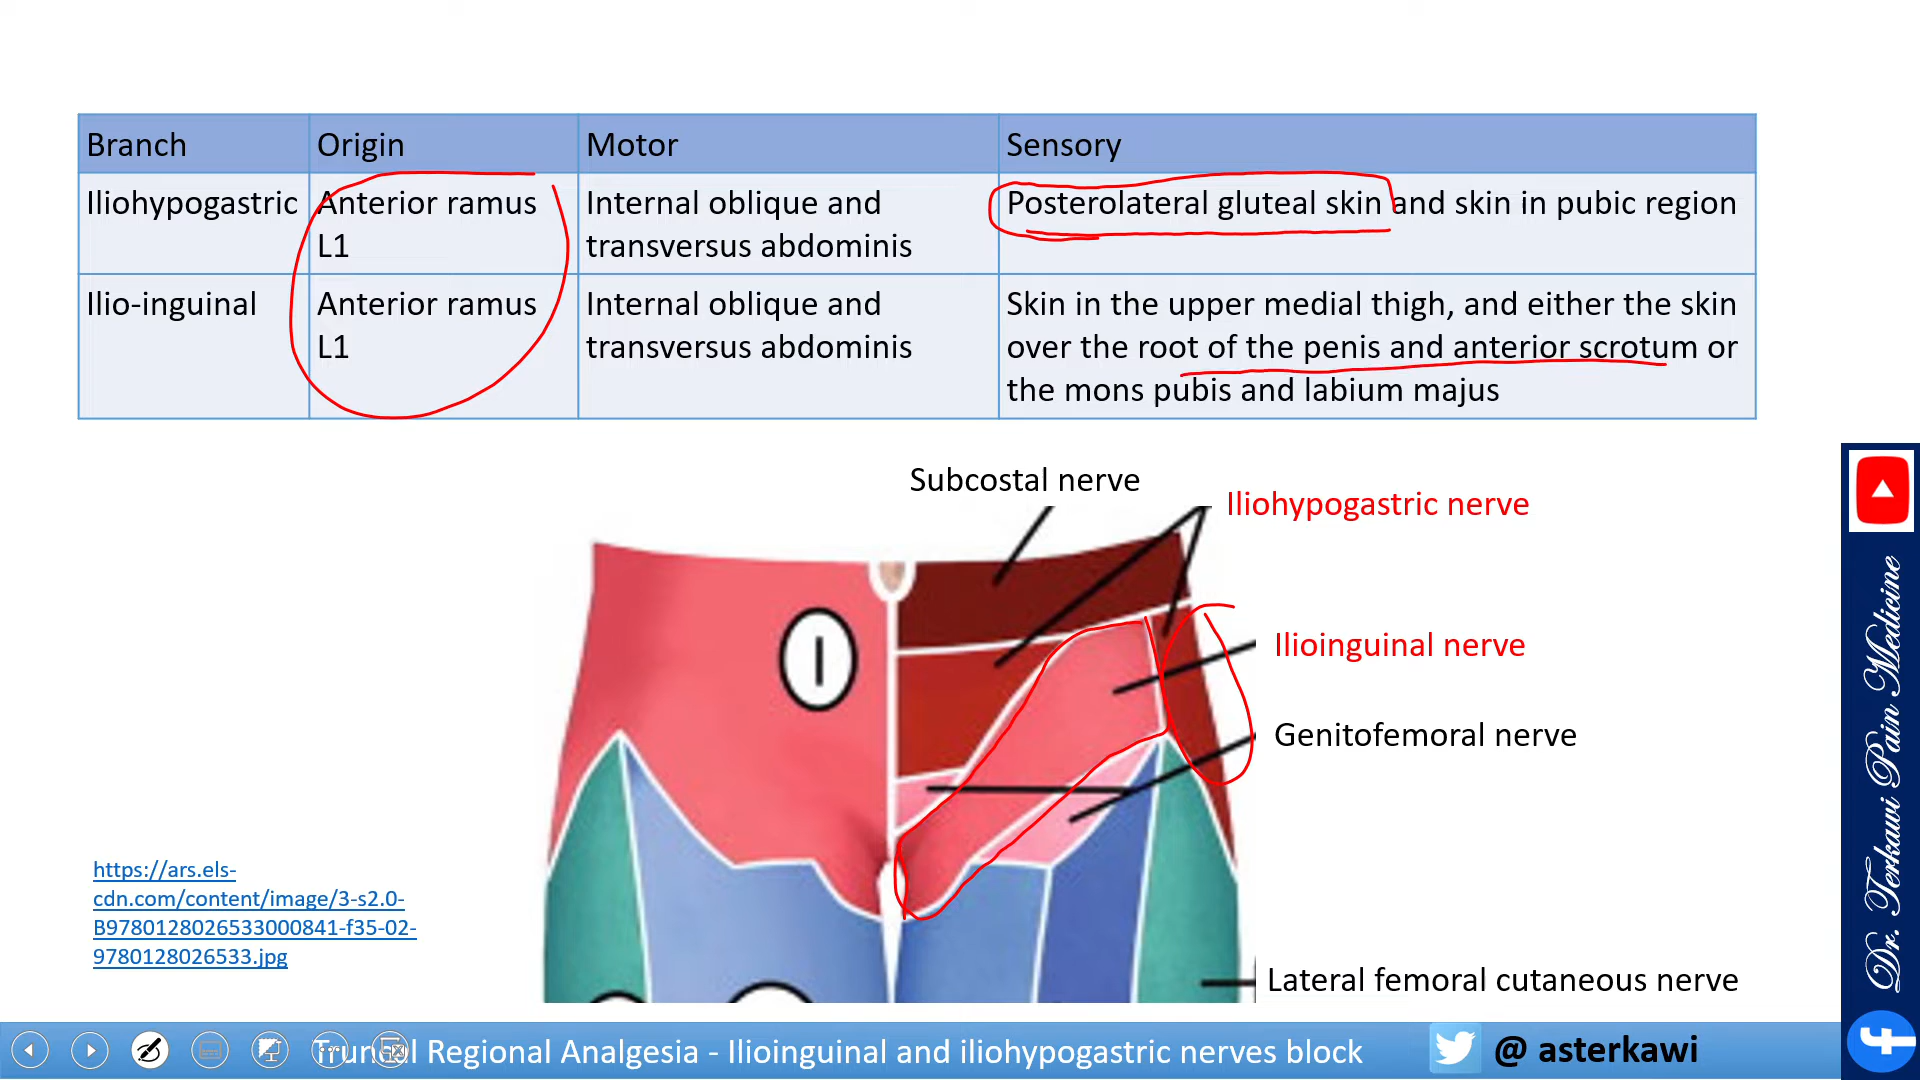 Branch
Origin
Motor
Sensory
Iliohypogastric
Anterior ramus
L1
Internal oblique and
transversus abdominis
Posterolateral gluteal skin and skin in pubic region
Ilio-inguinal
Anterior ramus
L1
Internal oblique and
transversus abdominis
Skin in the upper medial thigh, and either the skin
over the root of the penis and anterior scrotum or
the mons pubis and labium majus
Subcostal nerve
Iliohypogastric nerve
I
Ilioinguinal nerve
Genitofemoral nerve
https://ars.els-
cdn.com/content/image/3-s2.0-
B9780128026533000841-f35-02-
9780128026533.jpg
Lateral femoral cutaneous nerve
Dr. Terkawi Pain Medicine
Regional Analgesia - Ilioinguinal and iliohypogastric nerves block
@ asterkawi